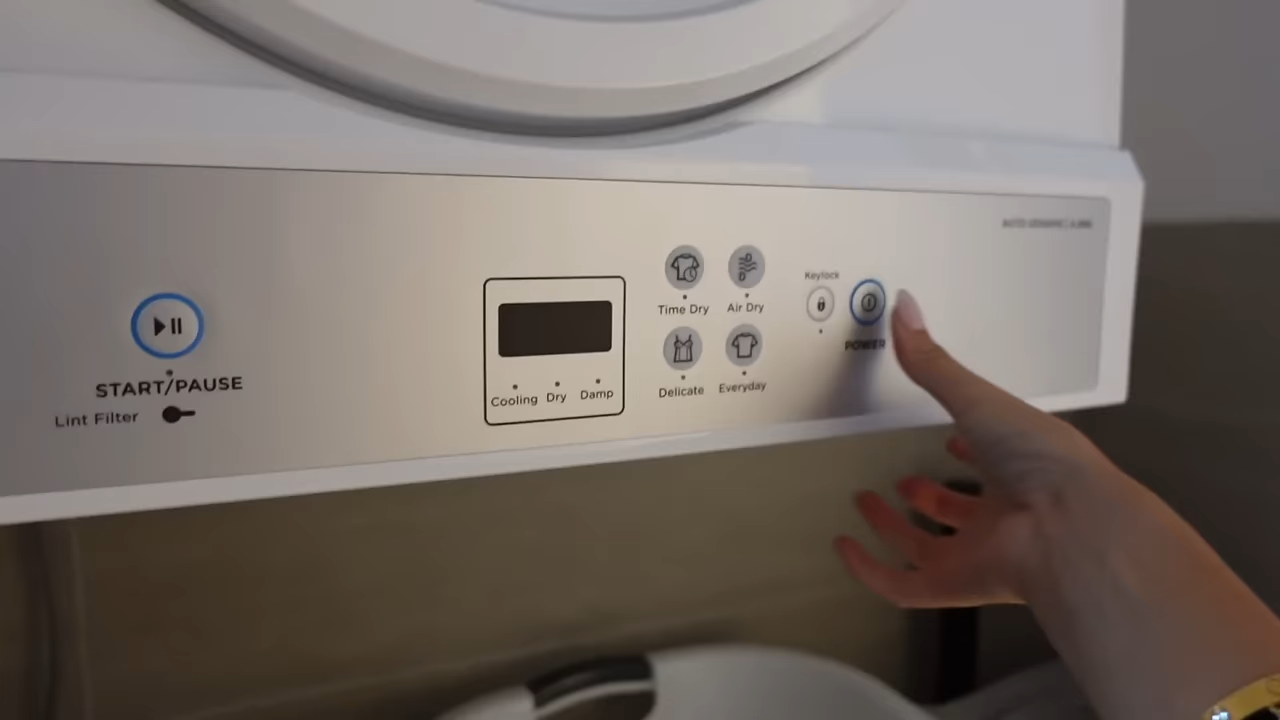 START/PAUSE
Lint Filter
Cooling Dry Damp
Time Dry
Air Dry
Delicate
Everyday
Keylock
POWER